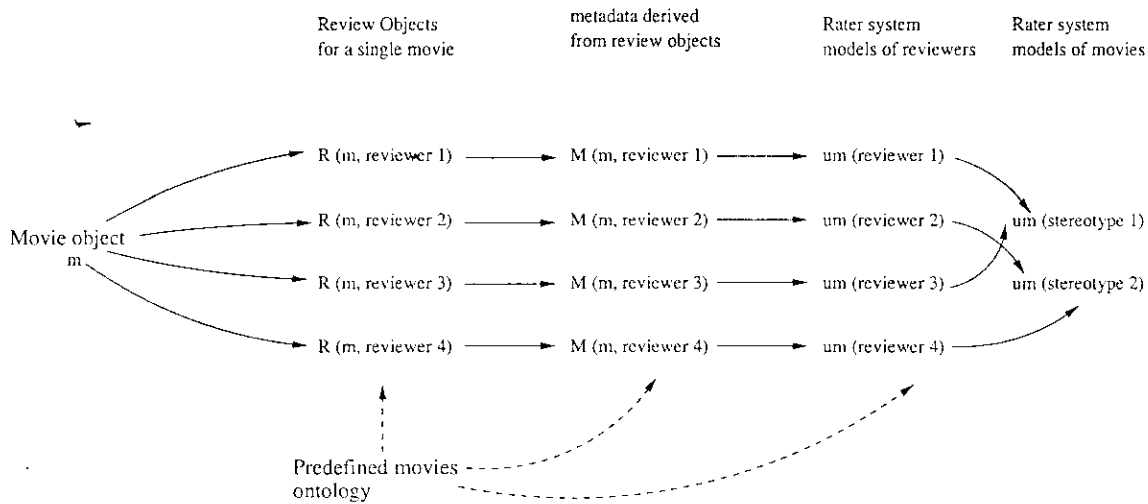 Review Objects
for a single movie
metadata derived
from review objects
Rater system
models of reviewers
Rater system
models of movies
R (m, reviewer 1)
M (m, reviewer 1)
um (reviewer 1)
R (m, reviewer 2)
M (m, reviewer 2)
um (reviewer 2)
um (stereotype 1)
Movie object
m
R (m, reviewer 3)
M (m, reviewer 3)
um (reviewer 3)
um (stereotype 2)
R (m, reviewer 4)
M (m, reviewer 4)
um (reviewer 4)
Predefined movies
ontology